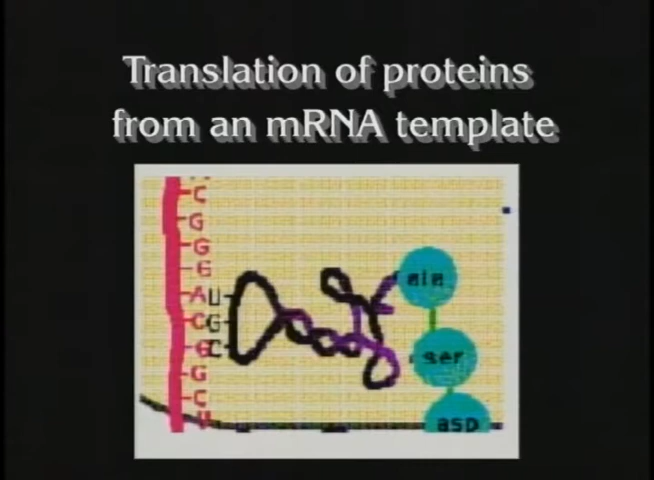 Translation of proteins
from an mRNA template
C
G
G
ala
A U
C G
C
ser
G
C
asp